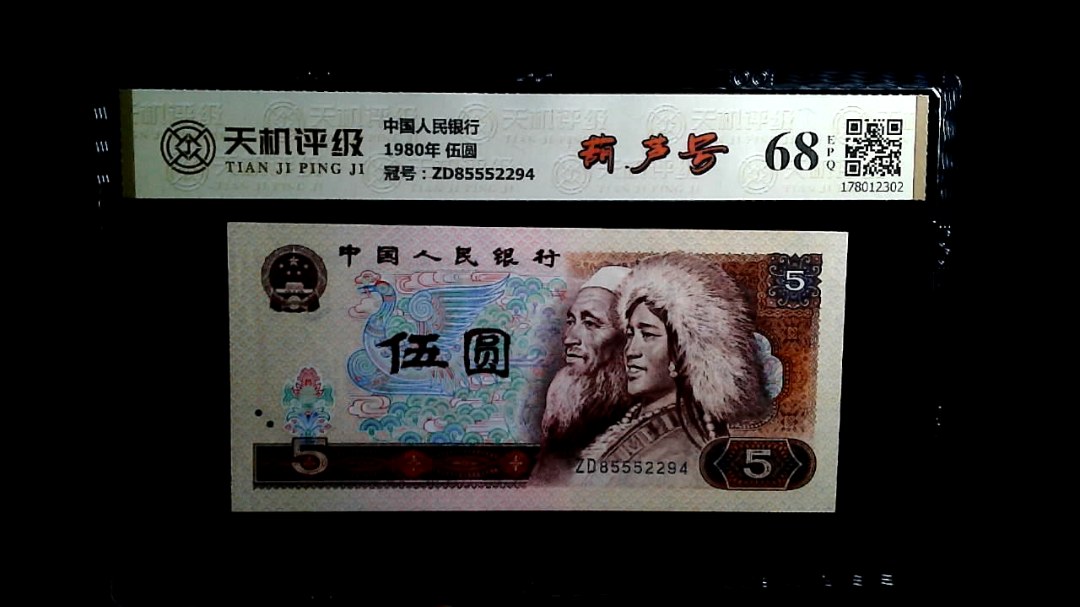 天机评级
TIAN JI PING JI
中国人民银行
1980年 伍圆
冠号：ZD85552294
葫芦号
68
EPQ
178012302
中国人民银行
5
伍圆
5
ZD85552294
5